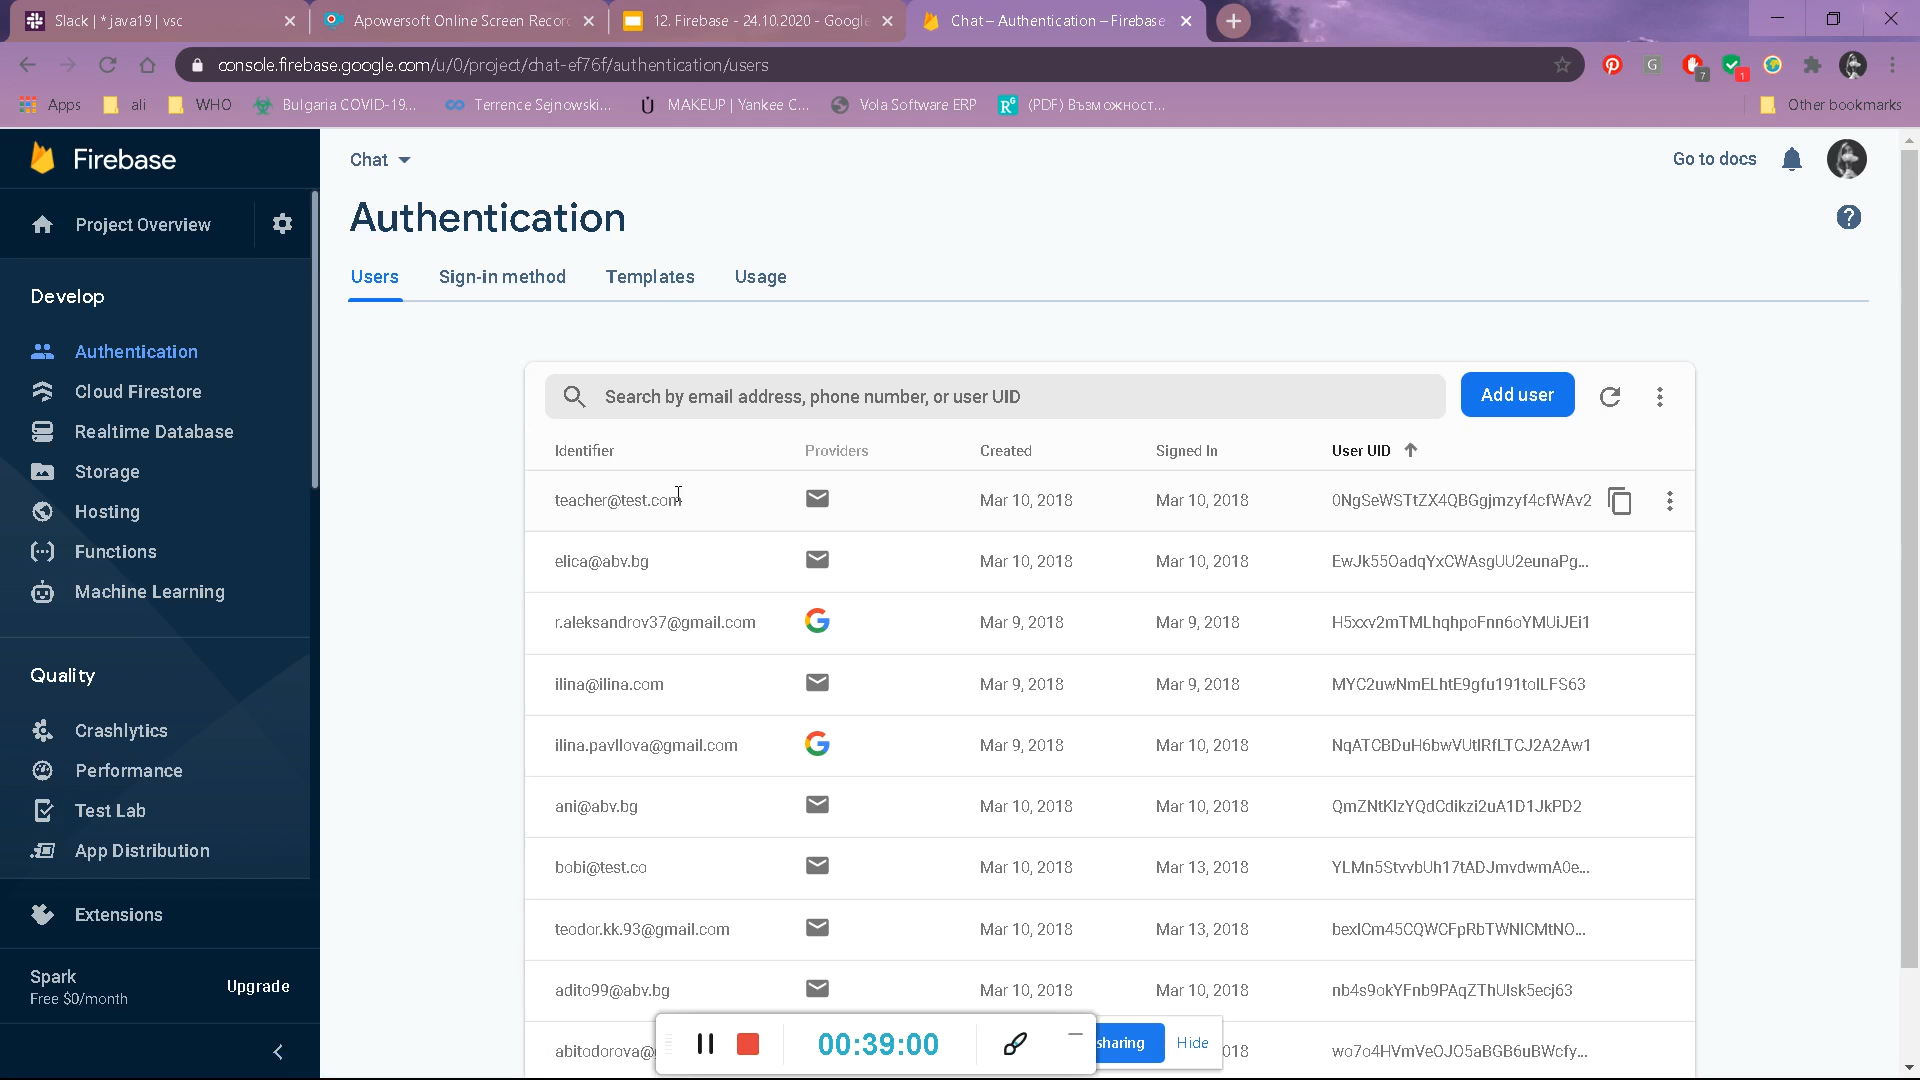 Slack | * java19 | vsc
Apowersoft Online Screen Recor
12. Firebase - 24.10.2020 - Google
Chat – Authentication – Firebase
console.firebase.google.com/u/0/project/chat-ef76f/authentication/users
G
7
1
Apps
ali
WHO
Bulgaria COVID-19...
Terrence Sejnowski...
MAKEUP | Yankee C...
Vola Software ERP
(PDF) Възможност...
Other bookmarks
Firebase
Chat
Go to docs
Project Overview
Authentication
Users
Sign-in method
Templates
Usage
Develop
Authentication
Cloud Firestore
Realtime Database
Storage
Hosting
Functions
Machine Learning
Quality
Crashlytics
Performance
Test Lab
App Distribution
Extensions
Spark
Free $0/month
Upgrade
Search by email address, phone number, or user UID
Add user
Identifier Providers Created Signed In User UID
teacher@test.com Mar 10, 2018 Mar 10, 2018 0NgSeWSTtZX4QBGgjmzyf4cfWAv2
elica@abv.bg Mar 10, 2018 Mar 10, 2018 EwJk55OadqYxCWAsgUU2eunaPg...
r.aleksandrov37@gmail.com Mar 9, 2018 Mar 9, 2018 H5xxv2mTMLhqhpoFnn6oYMUiJEi1
ilina@ilina.com Mar 9, 2018 Mar 9, 2018 MYC2uwNmELhtE9gfu191tolLFS63
ilina.pavllova@gmail.com Mar 9, 2018 Mar 10, 2018 NqATCBDuH6bwVUtlRfLTCJ2A2Aw1
ani@abv.bg Mar 10, 2018 Mar 10, 2018 QmZNtKlzYQdCdikzi2uA1D1JkPD2
bobi@test.co Mar 10, 2018 Mar 13, 2018 YLMn5StvvbUh17tADJmvdwmA0e...
teodor.kk.93@gmail.com Mar 10, 2018 Mar 13, 2018 bexlCm45CQWCFpRbTWNlCMtNO...
adito99@abv.bg Mar 10, 2018 Mar 10, 2018 nb4s9okYFnb9PAqZThUlsk5ecj63
abitodorova@ 018 wo7o4HVmVeOJO5aBGB6uBWcfy...
00:39:00
sharing
Hide